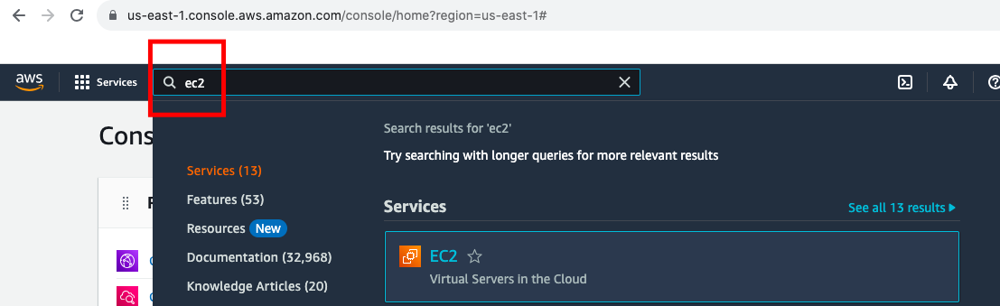 us-east-1.console.aws.amazon.com/console/home?region=us-east-1#
aws
Services
ec2
Cons
Search results for 'ec2'
Try searching with longer queries for more relevant results
Services (13)
Features (53)
Services
See all 13 results
Resources New
Documentation (32,968)
EC2
Virtual Servers in the Cloud
Knowledge Articles (20)